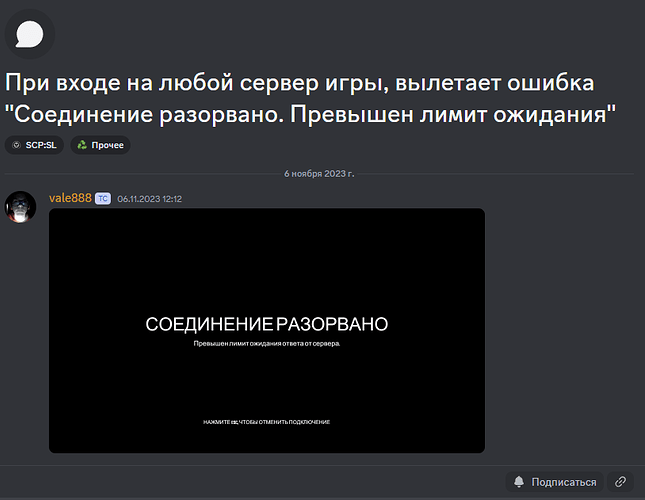 При входе на любой сервер игры, вылетает ошибка
"Соединение разорвано. Превышен лимит ожидания"
SCP:SL Прочее
6 ноября 2023 г.
vale888 ТС 06.11.2023 12:12
СОЕДИНЕНИЕ РАЗОРВАНО
Превышен лимит ожидания ответа от сервера.
НАЖМИТЕ ESC, ЧТОБЫ ОТМЕНИТЬ ПОДКЛЮЧЕНИЕ
Подписаться